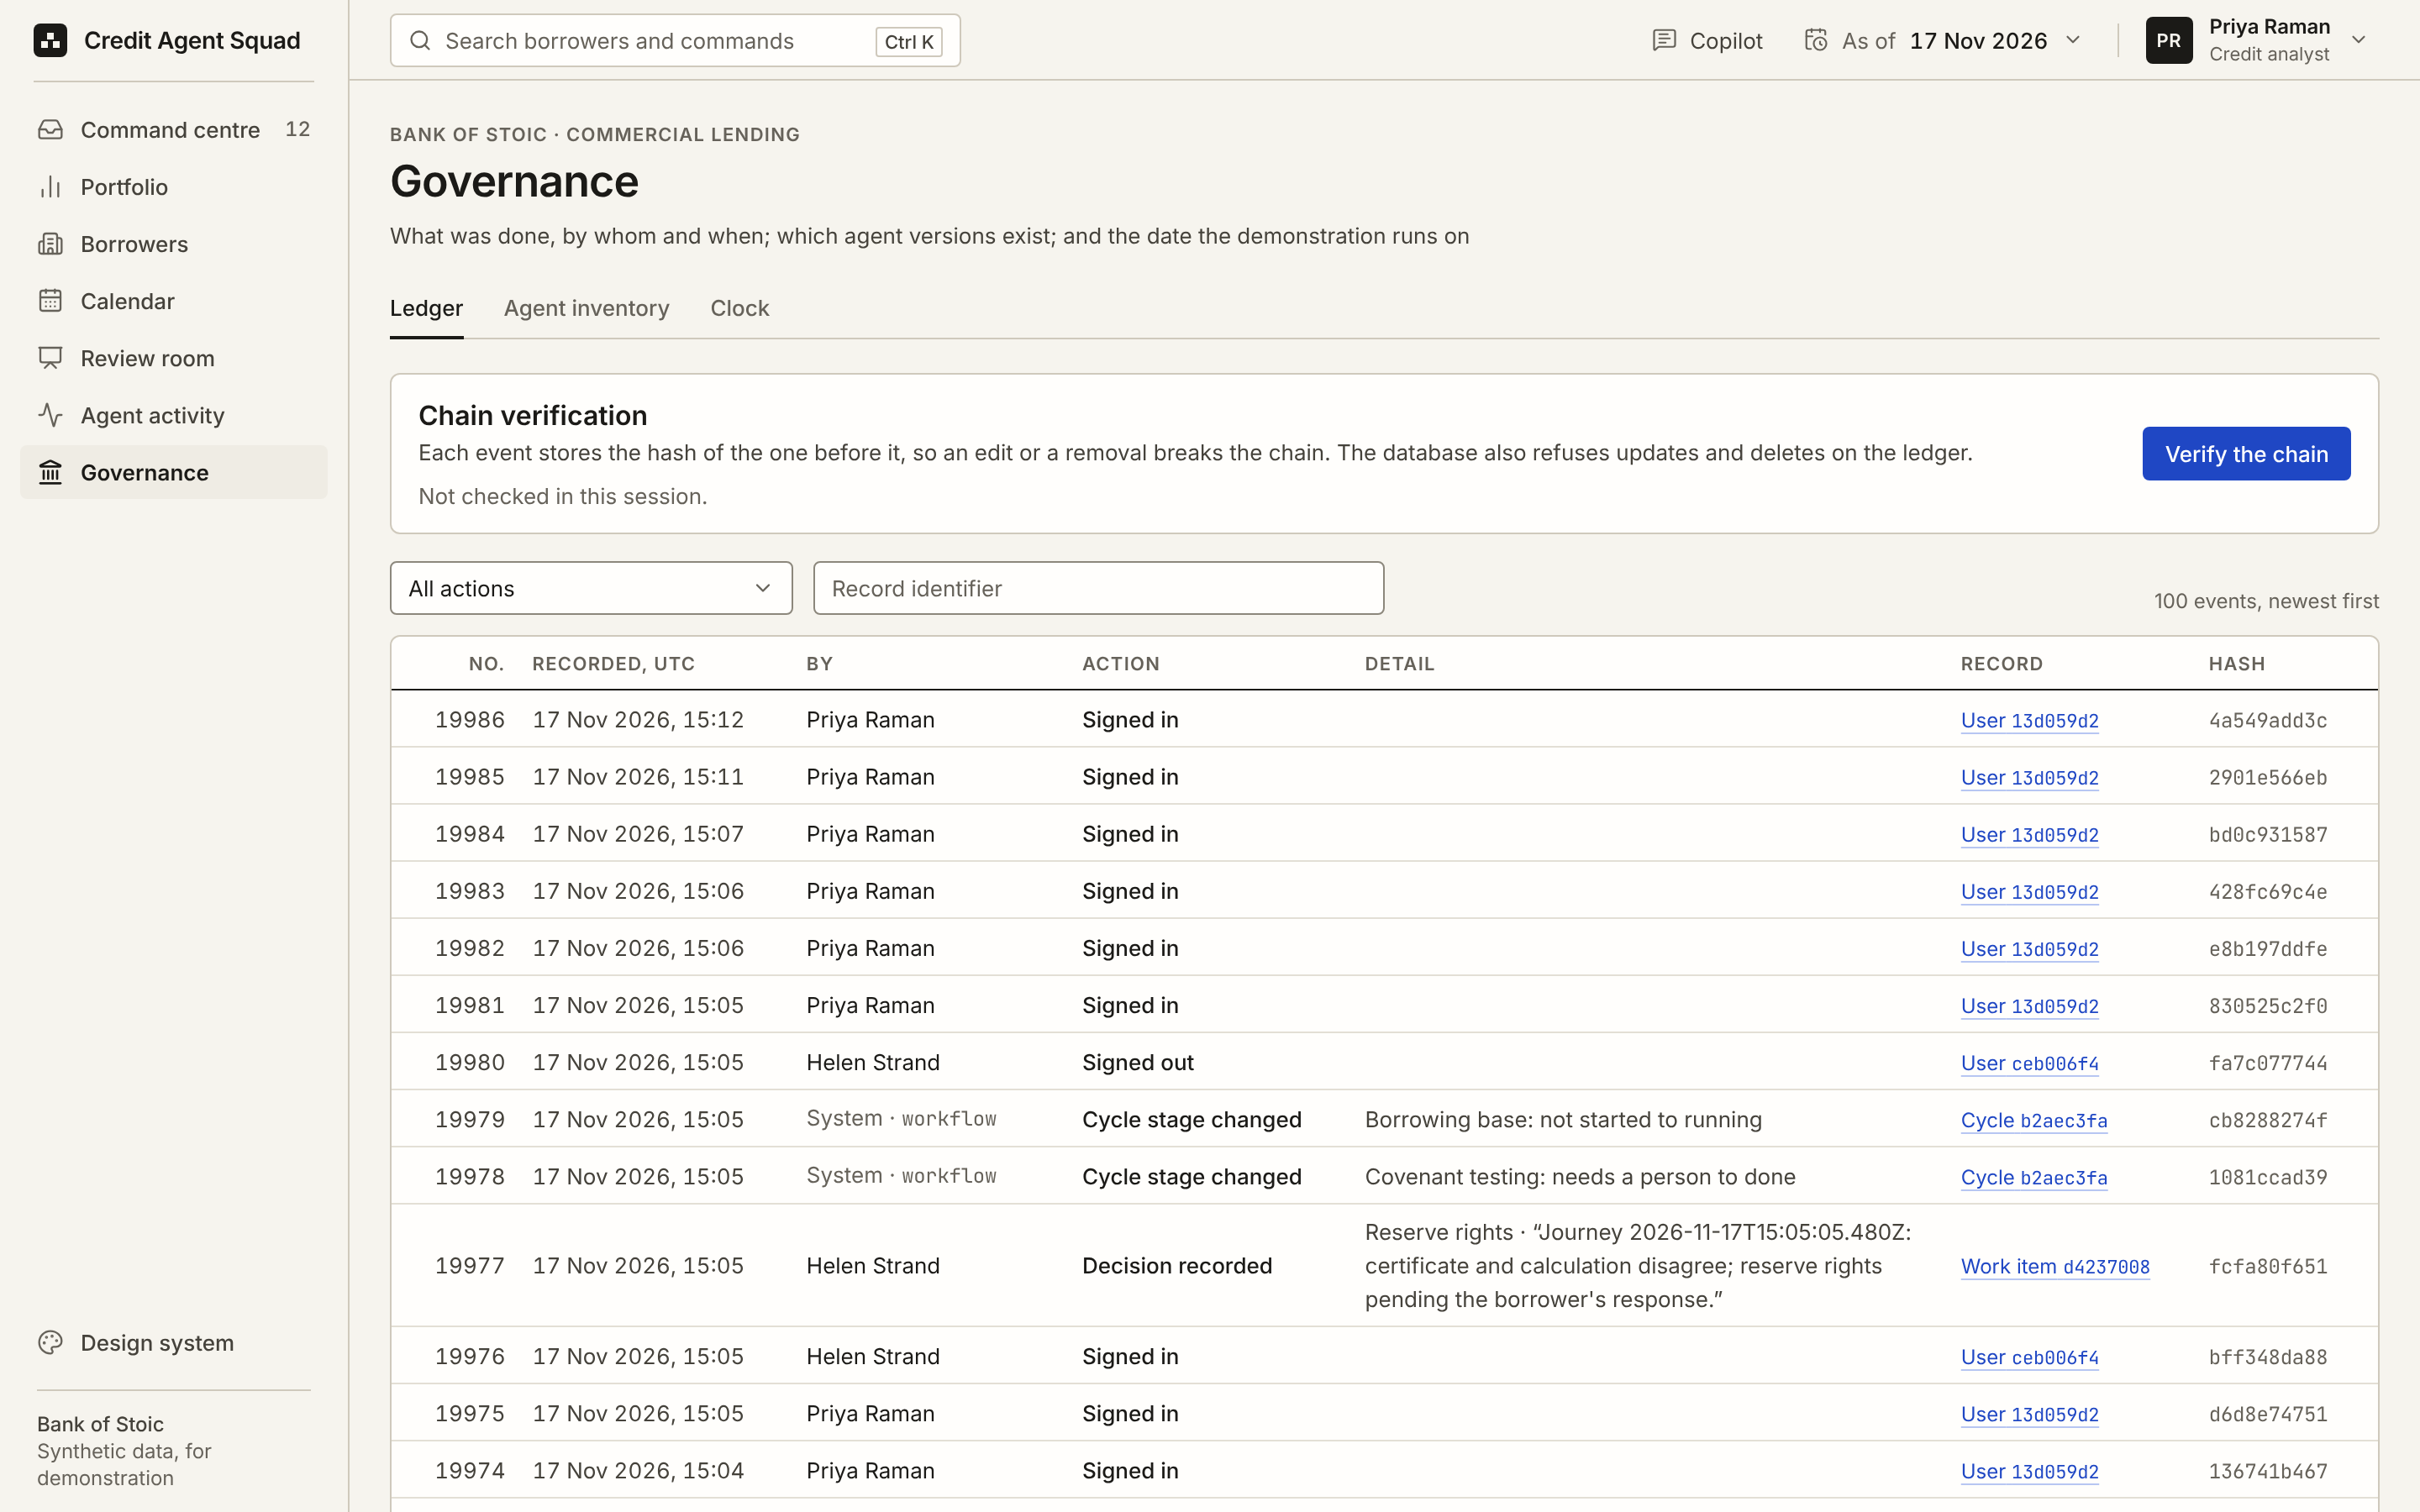 Credit Agent Squad
Search borrowers and commands Ctrl K
Copilot
As of 17 Nov 2026
PR
Priya Raman
Credit analyst
Command centre 12
Portfolio
Borrowers
Calendar
Review room
Agent activity
Governance
Design system
Bank of Stoic
Synthetic data, for
demonstration
BANK OF STOIC · COMMERCIAL LENDING
Governance
What was done, by whom and when; which agent versions exist; and the date the demonstration runs on
Ledger Agent inventory Clock
Chain verification
Each event stores the hash of the one before it, so an edit or a removal breaks the chain. The database also refuses updates and deletes on the ledger.
Not checked in this session.
Verify the chain
All actions
Record identifier
100 events, newest first
NO. RECORDED, UTC BY ACTION DETAIL RECORD HASH
19986 17 Nov 2026, 15:12 Priya Raman Signed in User 13d059d2 4a549add3c
19985 17 Nov 2026, 15:11 Priya Raman Signed in User 13d059d2 2901e566eb
19984 17 Nov 2026, 15:07 Priya Raman Signed in User 13d059d2 bd0c931587
19983 17 Nov 2026, 15:06 Priya Raman Signed in User 13d059d2 428fc69c4e
19982 17 Nov 2026, 15:06 Priya Raman Signed in User 13d059d2 e8b197ddfe
19981 17 Nov 2026, 15:05 Priya Raman Signed in User 13d059d2 830525c2f0
19980 17 Nov 2026, 15:05 Helen Strand Signed out User ceb006f4 fa7c077744
19979 17 Nov 2026, 15:05 System · workflow Cycle stage changed Borrowing base: not started to running Cycle b2aec3fa cb8288274f
19978 17 Nov 2026, 15:05 System · workflow Cycle stage changed Covenant testing: needs a person to done Cycle b2aec3fa 1081ccad39
19977 17 Nov 2026, 15:05 Helen Strand Decision recorded Reserve rights · “Journey 2026-11-17T15:05:05.480Z:
certificate and calculation disagree; reserve rights
pending the borrower's response.” Work item d4237008 fcfa80f651
19976 17 Nov 2026, 15:05 Helen Strand Signed in User ceb006f4 bff348da88
19975 17 Nov 2026, 15:05 Priya Raman Signed in User 13d059d2 d6d8e74751
19974 17 Nov 2026, 15:04 Priya Raman Signed in User 13d059d2 136741b467